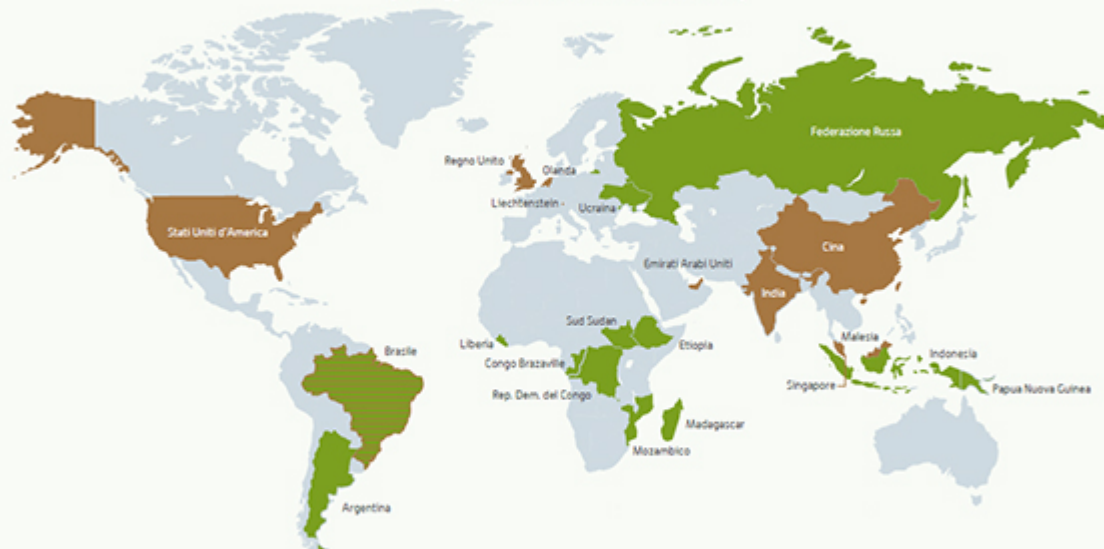 Federazione Russa
Regno Unito
Olanda
Liechtenstein
Ucraina
Stati Uniti d'America
Cina
Emirati Arabi Uniti
India
Sud Sudan
Liberia
Etiopia
Malesia
Brasile
Congo Brazaville
Indonesia
Singapore
Papua Nuova Guinea
Rep. Dem. del Congo
Madagascar
Mozambico
Argentina